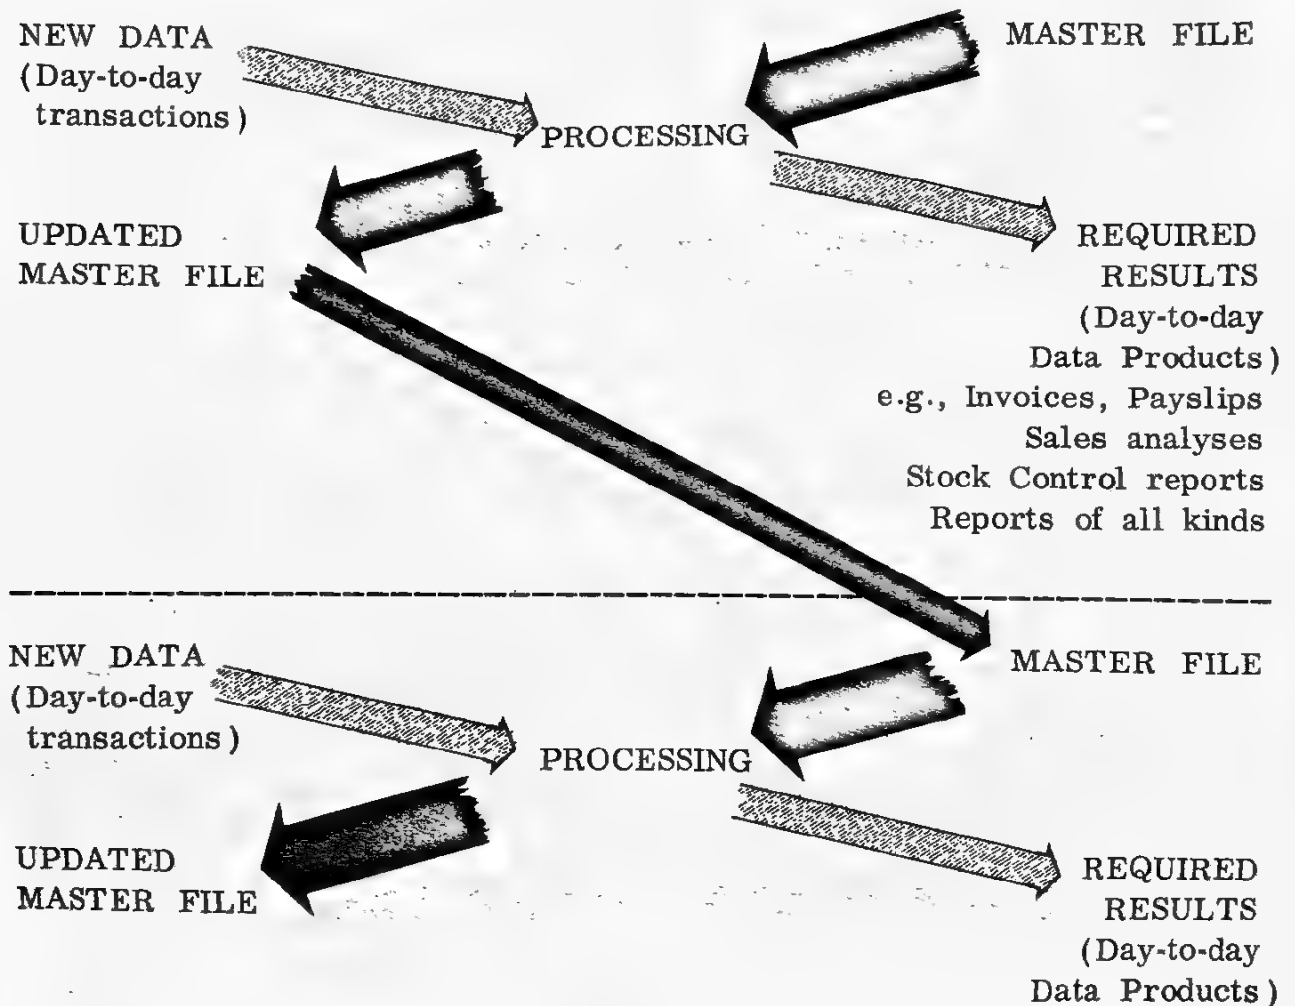 NEW DATA
(Day-to-day
transactions)
MASTER FILE
PROCESSING
UPDATED
MASTER FILE
REQUIRED
RESULTS
(Day-to-day
Data Products)
e.g., Invoices, Payslips
Sales analyses
Stock Control reports
Reports of all kinds
NEW DATA
(Day-to-day
transactions)
MASTER FILE
PROCESSING
UPDATED
MASTER FILE
REQUIRED
RESULTS
(Day-to-day
Data Products)